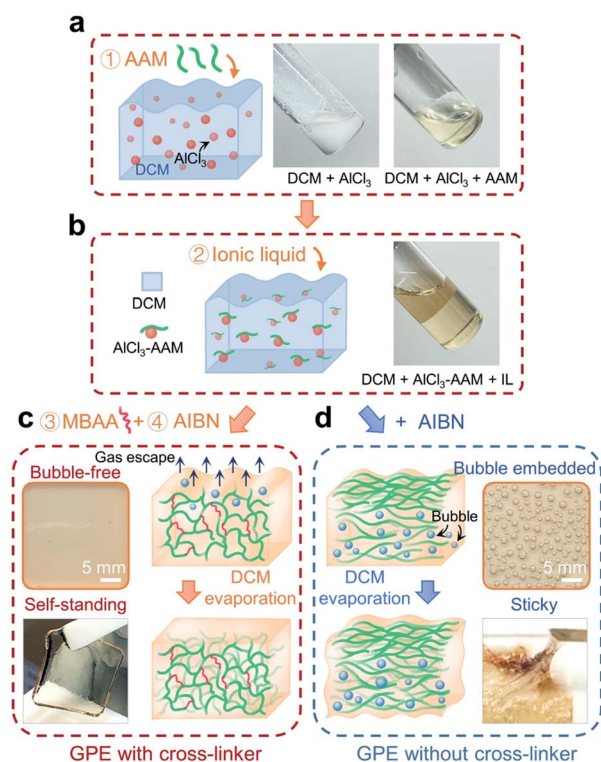 a
① AAM
AlCl₃
DCM
DCM + AlCl₃
DCM + AlCl₃ + AAM
b
② Ionic liquid
DCM
AlCl₃-AAM
DCM + AlCl₃-AAM + IL
c ③ MBAA + ④ AIBN
Gas escape
Bubble-free
5 mm
DCM
evaporation
Self-standing
GPE with cross-linker
d + AIBN
Bubble embedded
Bubble
5 mm
DCM
evaporation
Sticky
GPE without cross-linker